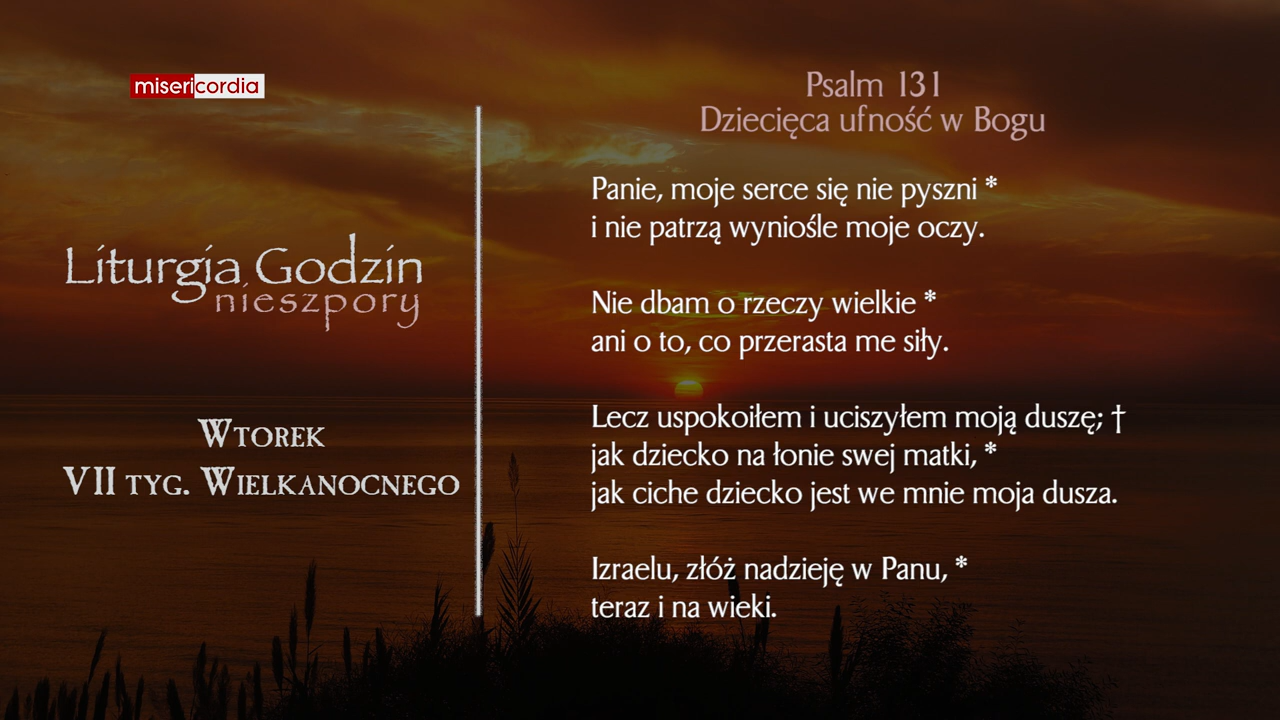 misericordia
Liturgia Godzin
nieszpory
Wtorek
VII tyg. Wielkanocnego
Psalm 131
Dziecięca ufność w Bogu
Panie, moje serce się nie pyszni *
i nie patrzą wyniośle moje oczy.
Nie dbam o rzeczy wielkie *
ani o to, co przerasta me siły.
Lecz uspokoiłem i uciszyłem moją duszę; †
jak dziecko na łonie swej matki, *
jak ciche dziecko jest we mnie moja dusza.
Izraelu, złóż nadzieję w Panu, *
teraz i na wieki.